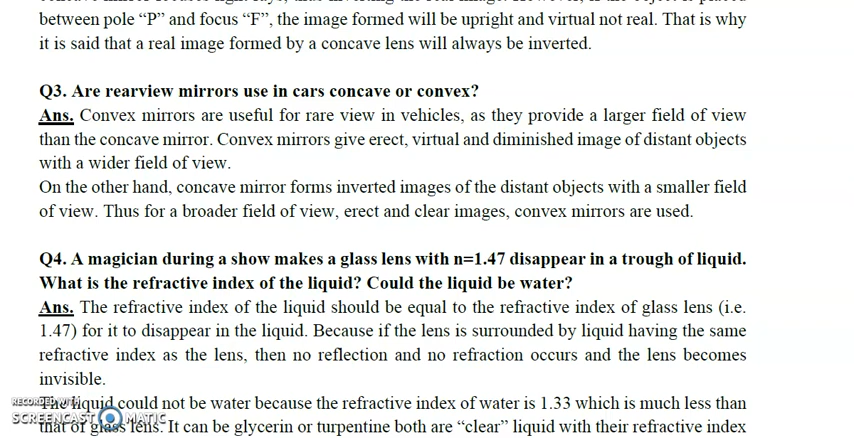 between pole “P” and focus “F”, the image formed will be upright and virtual not real. That is why
it is said that a real image formed by a concave lens will always be inverted.
Q3. Are rearview mirrors use in cars concave or convex?
Ans. Convex mirrors are useful for rare view in vehicles, as they provide a larger field of view
than the concave mirror. Convex mirrors give erect, virtual and diminished image of distant objects
with a wider field of view.
On the other hand, concave mirror forms inverted images of the distant objects with a smaller field
of view. Thus for a broader field of view, erect and clear images, convex mirrors are used.
Q4. A magician during a show makes a glass lens with n=1.47 disappear in a trough of liquid.
What is the refractive index of the liquid? Could the liquid be water?
Ans. The refractive index of the liquid should be equal to the refractive index of glass lens (i.e.
1.47) for it to disappear in the liquid. Because if the lens is surrounded by liquid having the same
refractive index as the lens, then no reflection and no refraction occurs and the lens becomes
invisible.
RECORDED WITH
The liquid could not be water because the refractive index of water is 1.33 which is much less than
SCREENCAST MATIC
that of glass lens. It can be glycerin or turpentine both are “clear” liquid with their refractive index